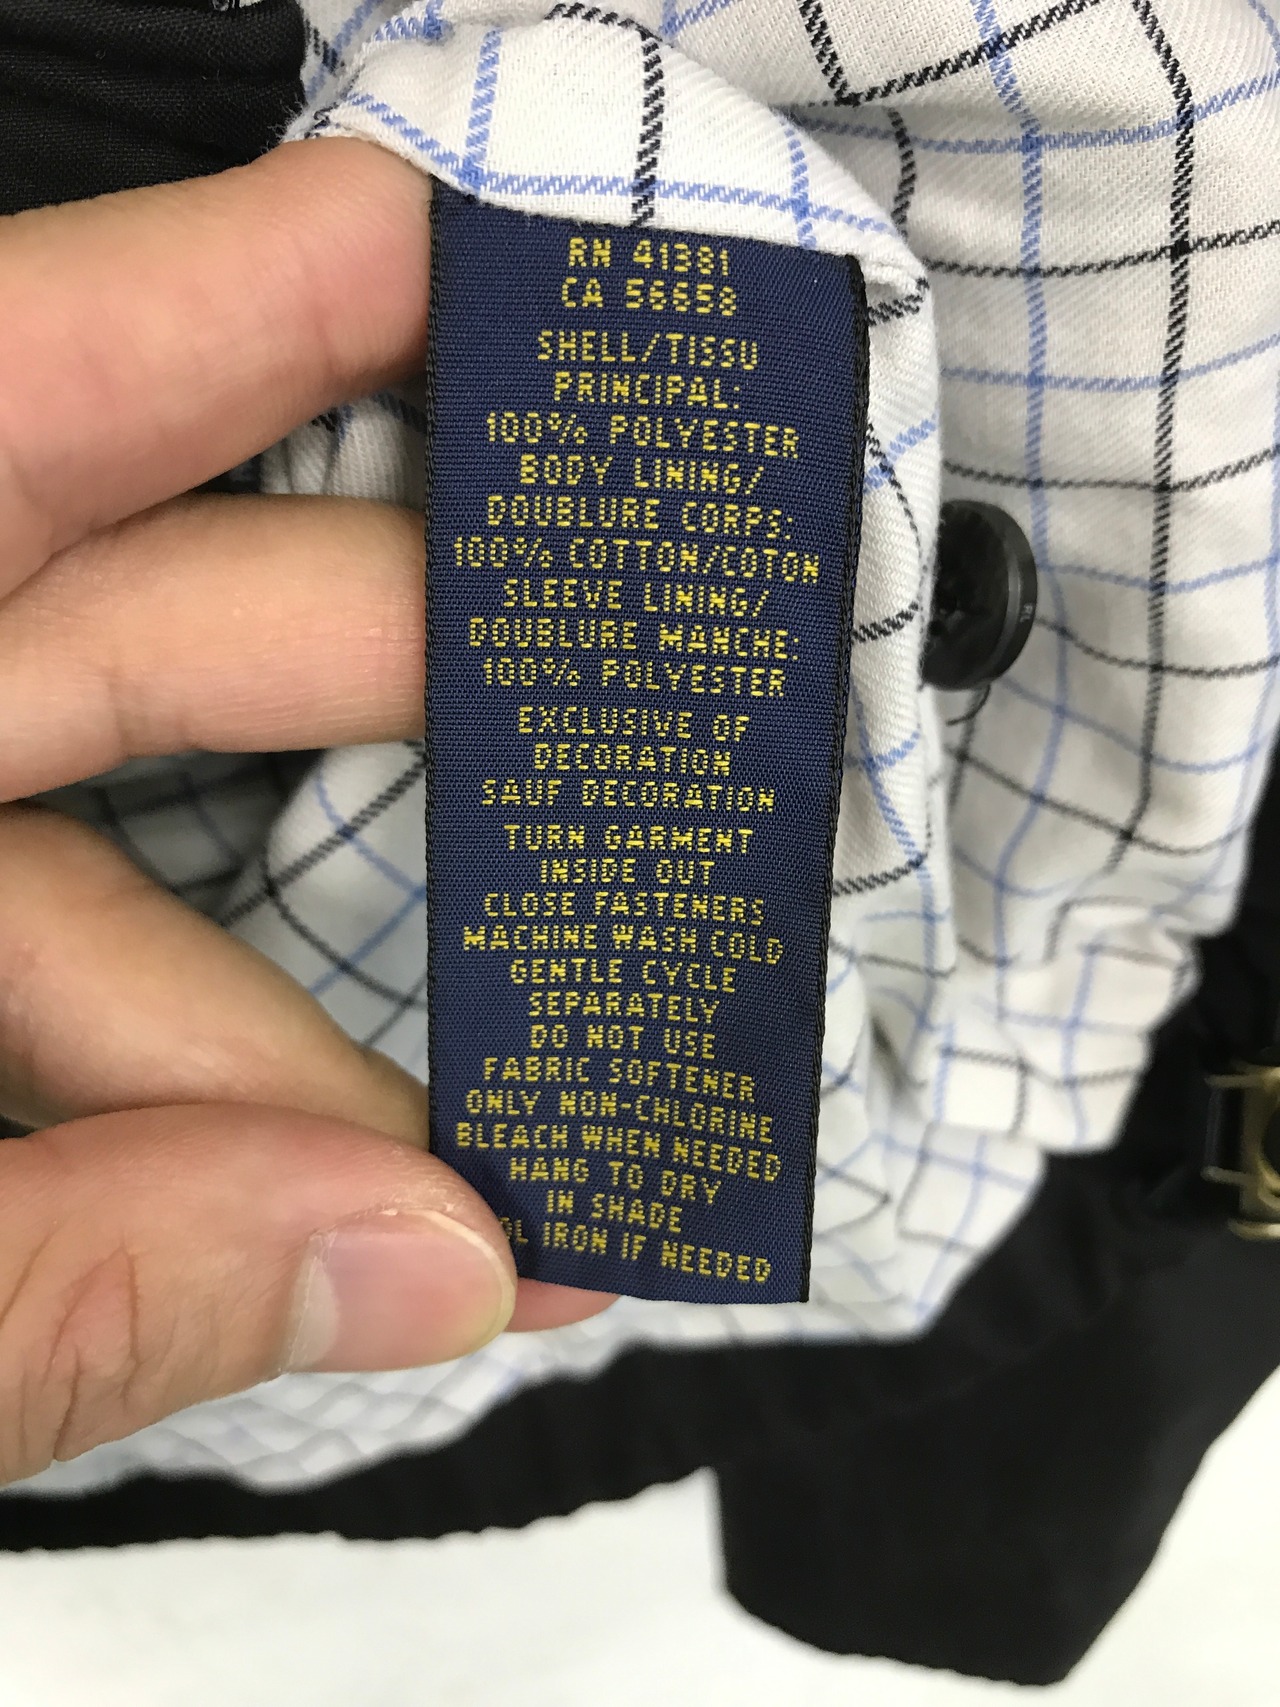 RN 41381
CA 56658
SHELL/TISSU
PRINCIPAL:
100% POLYESTER
BODY LINING/
DOUBLURE CORPS:
100% COTTON/COTON
SLEEVE LINING/
DOUBLURE MANCHE:
100% POLYESTER
EXCLUSIVE OF
DECORATION
SAUF DECORATION
TURN GARMENT
INSIDE OUT
CLOSE FASTENERS
MACHINE WASH COLD
GENTLE CYCLE
SEPARATELY
DO NOT USE
FABRIC SOFTENER
ONLY NON-CHLORINE
BLEACH WHEN NEEDED
HANG TO DRY
IN SHADE
IRON IF NEEDED
RL